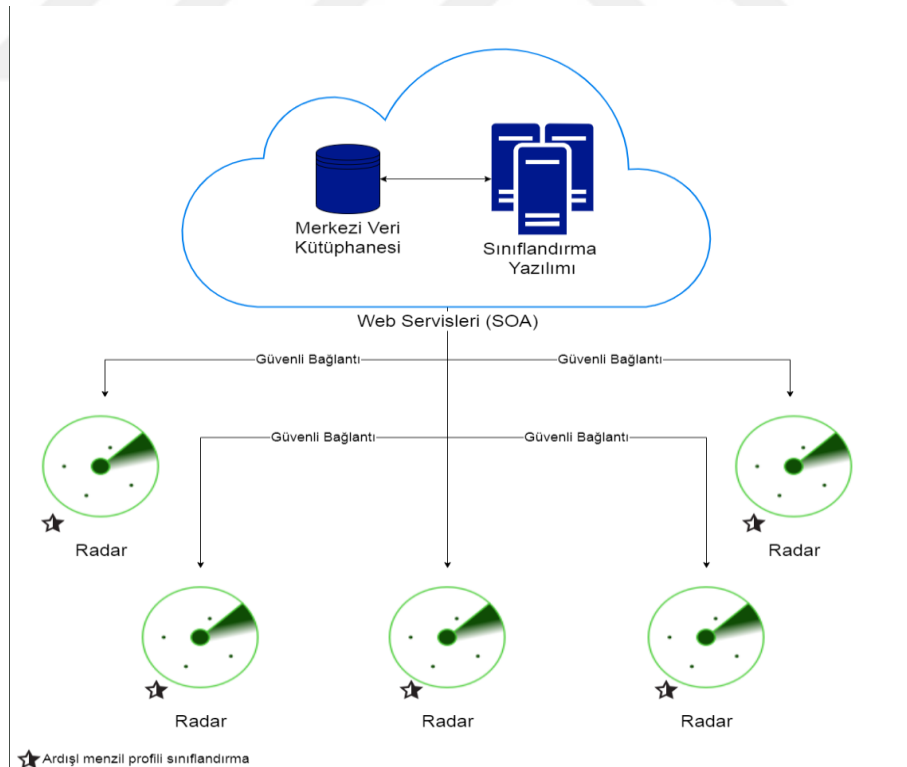 Merkezi Veri
Kütüphanesi
Sınıflandırma
Yazılımı
Web Servisleri (SOA)
Güvenli Bağlantı
Güvenli Bağlantı
Güvenli Bağlantı
Güvenli Bağlantı
Radar
Radar
Radar
Radar
Radar
Ardışl menzil profili sınıflandırma